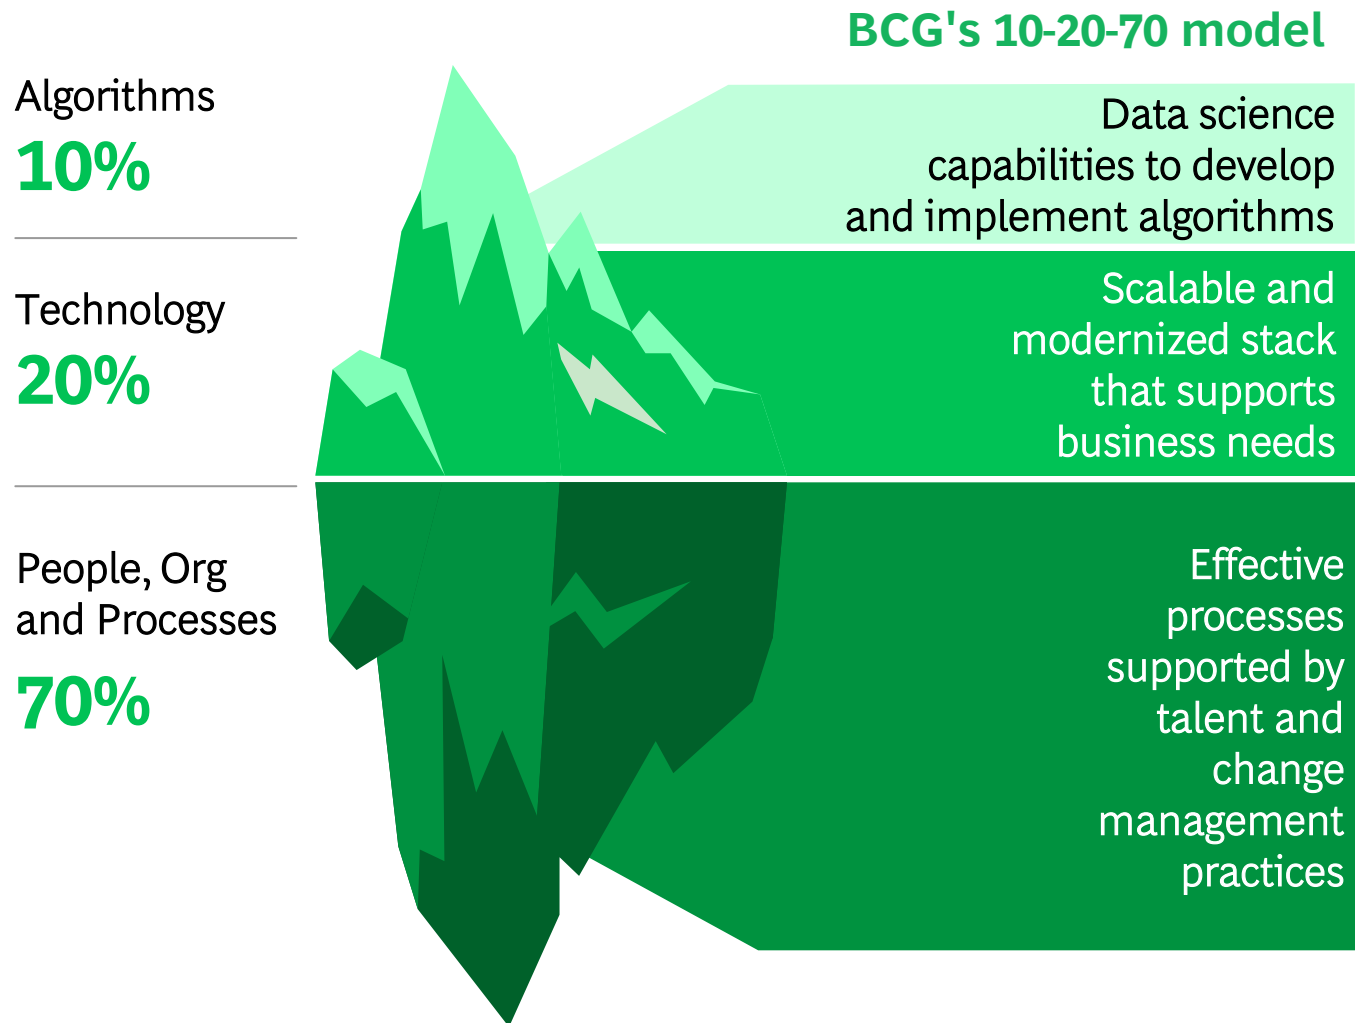 BCG's 10-20-70 model
Algorithms
10%
Data science
capabilities to develop
and implement algorithms
Technology
20%
Scalable and
modernized stack
that supports
business needs
People, Org
and Processes
70%
Effective
processes
supported by
talent and
change
management
practices